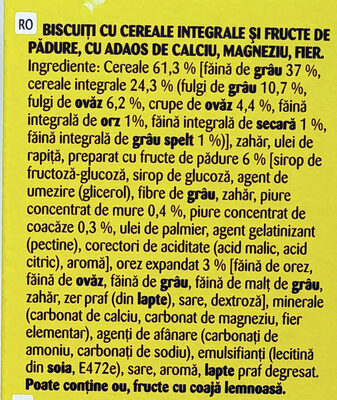 RO
BISCUIȚI CU CEREALE INTEGRALE ȘI FRUCTE DE
PĂDURE, CU ADAOS DE CALCIU, MAGNEZIU, FIER.
Ingrediente: Cereale 61,3 % [făină de grâu 37 %,
cereale integrale 24,3 % (fulgi de grâu 10,7 %,
fulgi de ovăz 6,2 %, crupe de ovăz 4,4 %, făină
integrală de orz 1%, făină integrală de secară 1 %,
făină integrală de grâu spelt 1 %)], zahăr, ulei de
rapiță, preparat cu fructe de pădure 6 % [sirop de
fructoză-glucoză, sirop de glucoză, agent de
umezire (glicerol), fibre de grâu, zahăr, piure
concentrat de mure 0,4 %, piure concentrat de
coacăze 0,3 %, ulei de palmier, agent gelatinizant
(pectine), corectori de aciditate (acid malic, acid
citric), aromă], orez expandat 3 % [făină de orez,
făină de ovăz, făină de grâu, făină de malț de grâu,
zahăr, zer praf (din lapte), sare, dextroză], minerale
(carbonat de calciu, carbonat de magneziu, fier
elementar), agenți de afânare (carbonați de
amoniu, carbonați de sodiu), emulsifianți (lecitină
din soia, E472e), sare, aromă, lapte praf degresat.
Poate conține ou, fructe cu coajă lemnoasă.